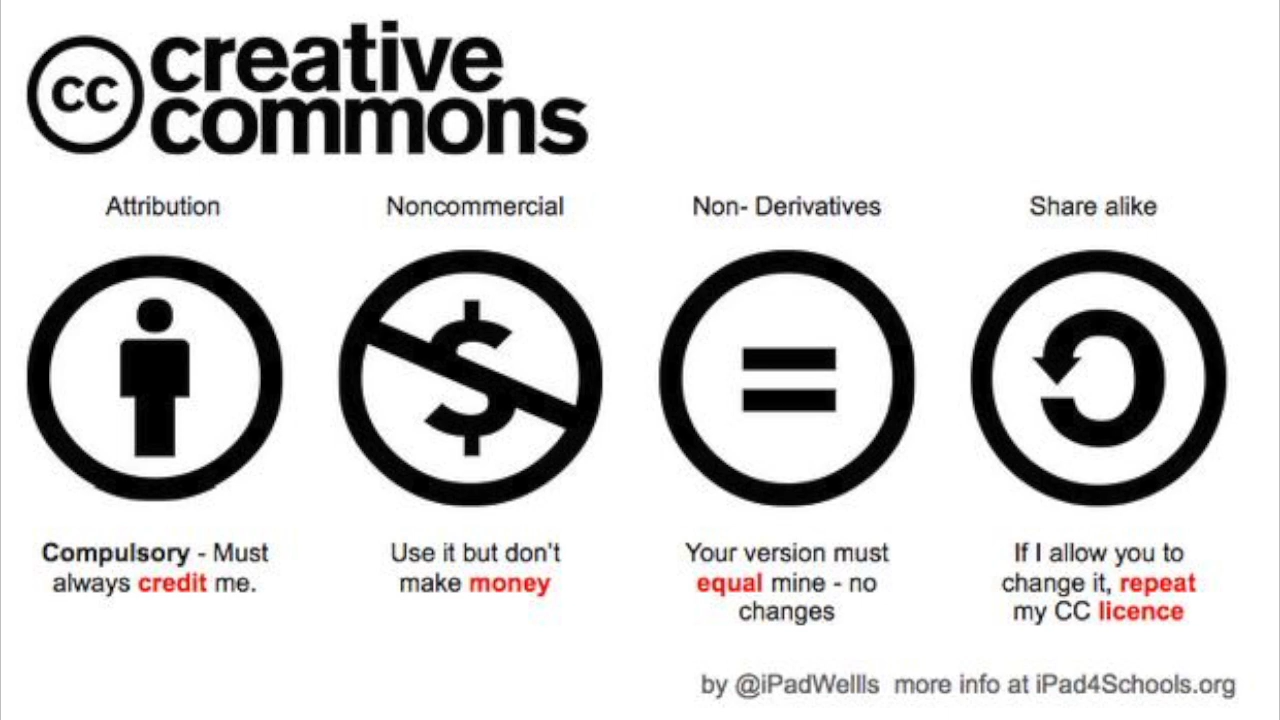 cc creative
commons
Attribution
Noncommercial
Non- Derivatives
Share alike
$
=
Compulsory - Must
always credit me.
Use it but don't
make money
Your version must
equal mine - no
changes
If I allow you to
change it, repeat
my CC licence
by @iPadWellls more info at iPad4Schools.org